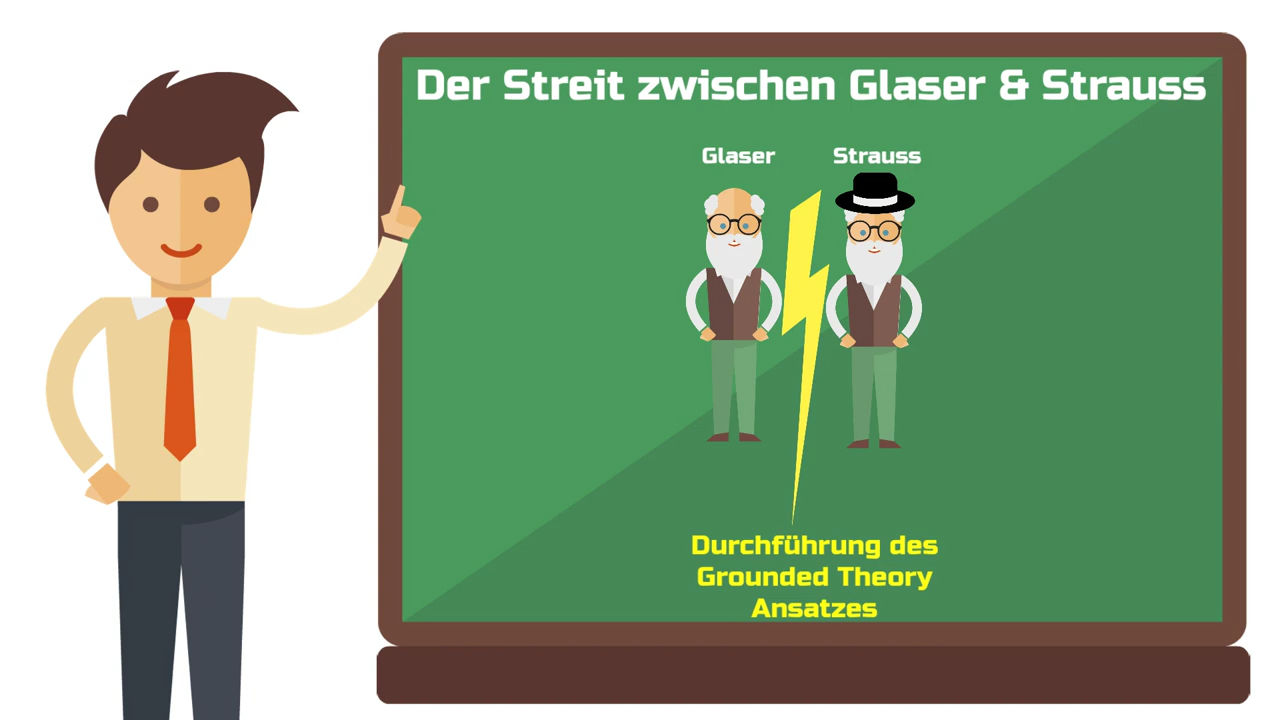 Der Streit zwischen Glaser & Strauss
Glaser Strauss
Durchführung des
Grounded Theory
Ansatzes